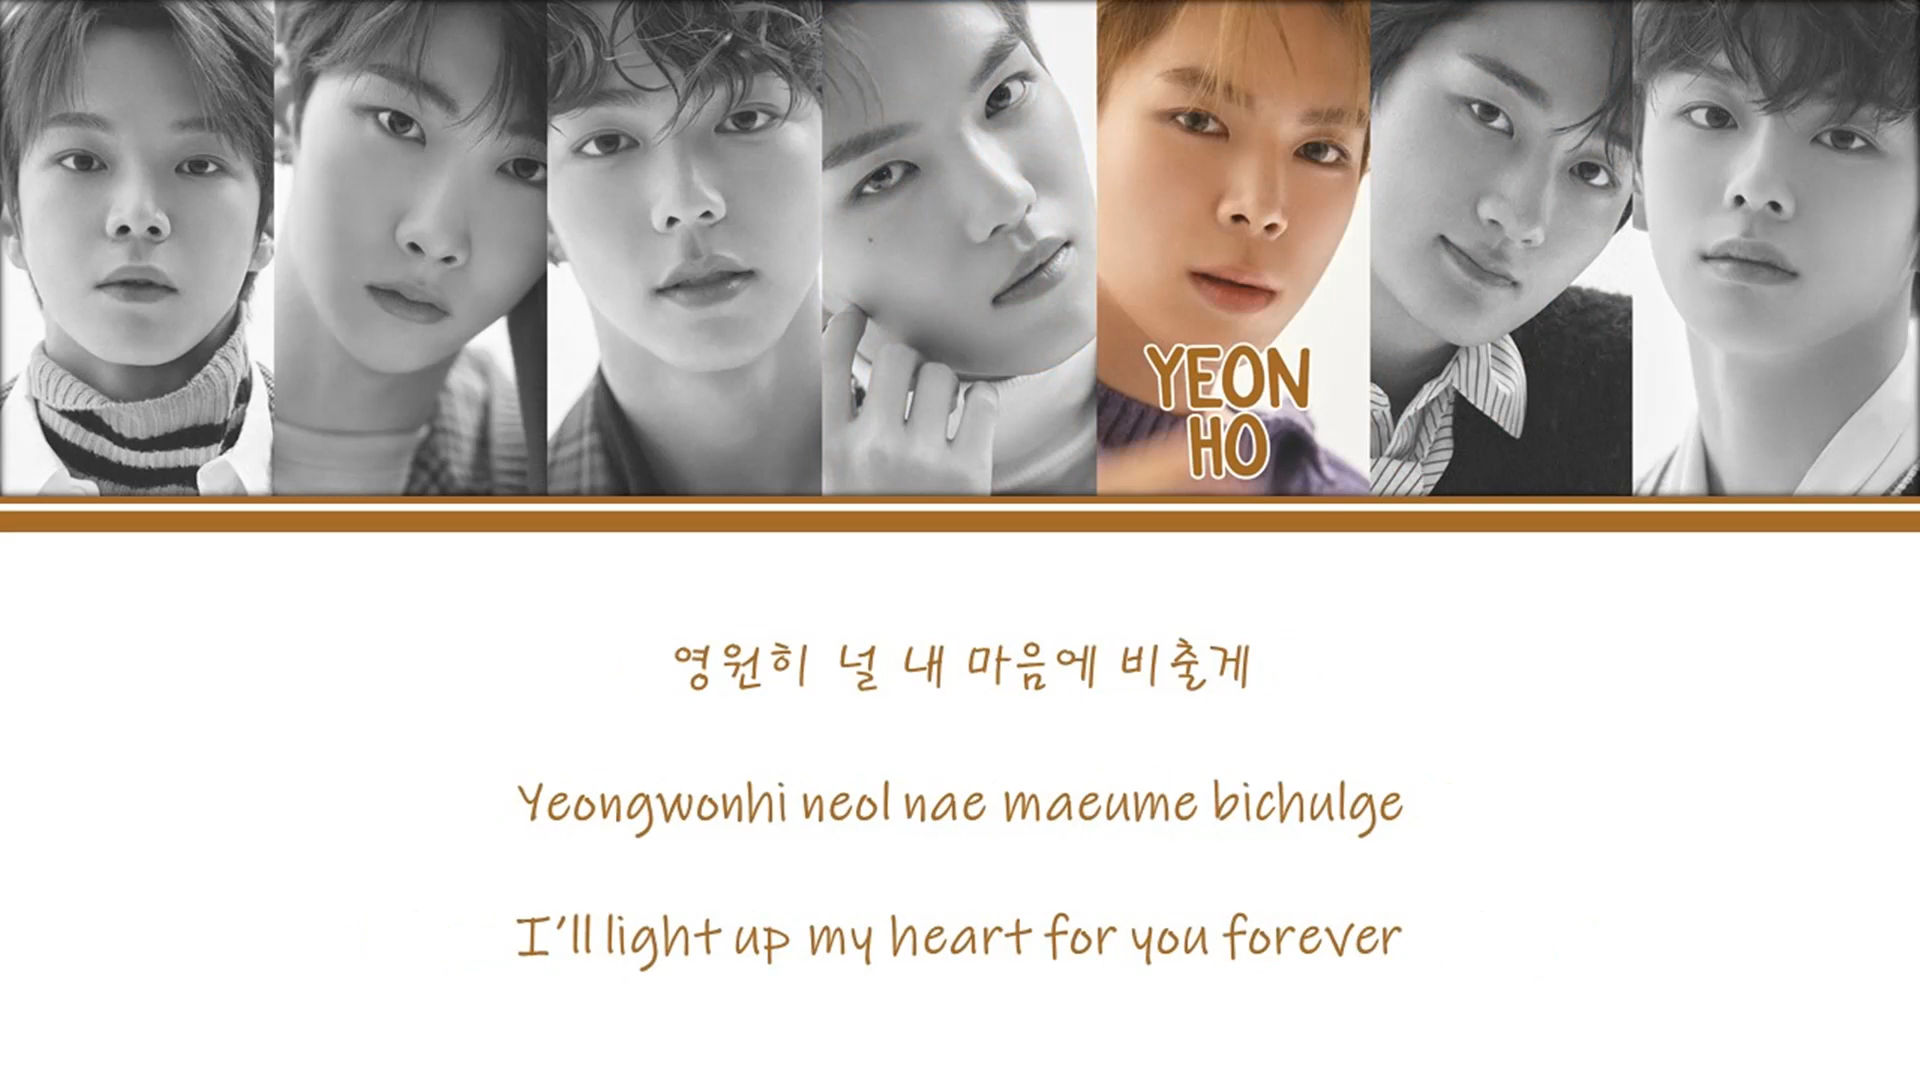 YEON
HO
영원히 널 내 마음에 비출게
Yeongwonhi neol nae maeume bichulge
I'll light up my heart for you forever